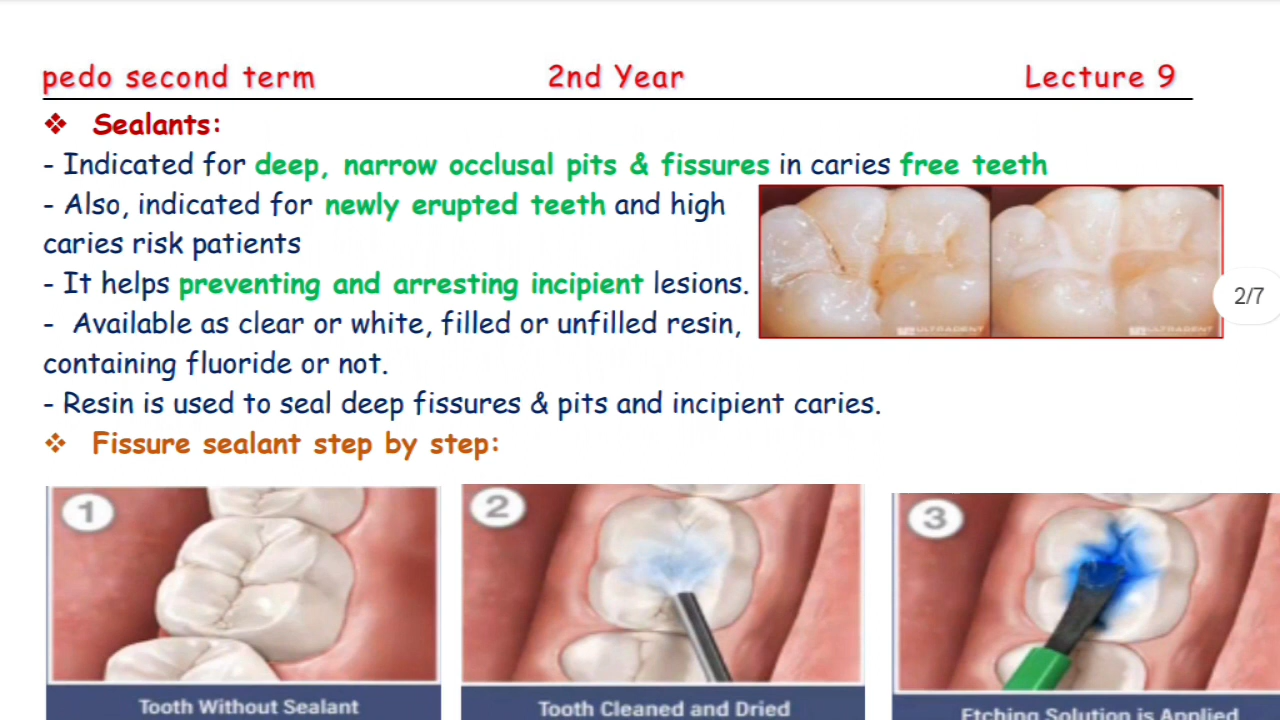 pedo second term 2nd Year Lecture 9
❖ Sealants:
- Indicated for deep, narrow occlusal pits & fissures in caries free teeth
- Also, indicated for newly erupted teeth and high
caries risk patients
- It helps preventing and arresting incipient lesions.
- Available as clear or white, filled or unfilled resin,
containing fluoride or not.
ULTRADENT ULTRADENT
2/7
- Resin is used to seal deep fissures & pits and incipient caries.
❖ Fissure sealant step by step:
1 2 3
Tooth Without Sealant Tooth Cleaned and Dried Etching Solution is Applied